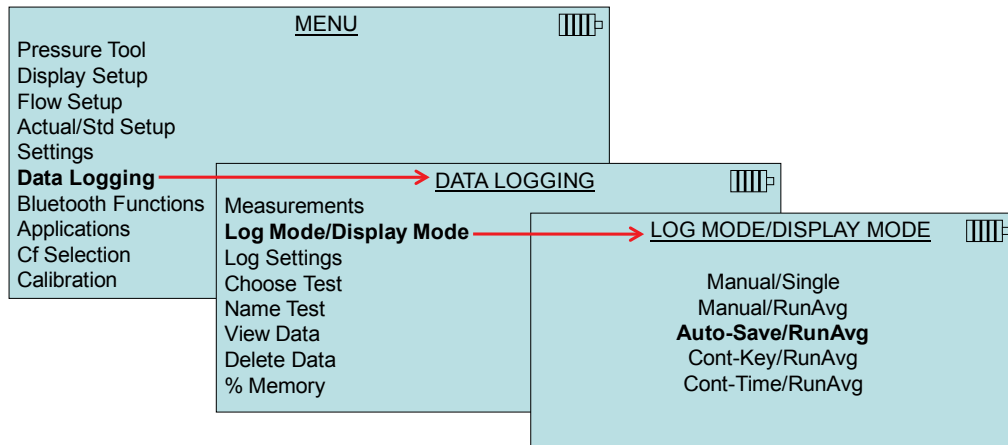 MENU
Pressure Tool
Display Setup
Flow Setup
Actual/Std Setup
Settings
Data Logging
Bluetooth Functions
Applications
Cf Selection
Calibration
DATA LOGGING
Measurements
Log Mode/Display Mode
Log Settings
Choose Test
Name Test
View Data
Delete Data
% Memory
LOG MODE/DISPLAY MODE
Manual/Single
Manual/RunAvg
Auto-Save/RunAvg
Cont-Key/RunAvg
Cont-Time/RunAvg